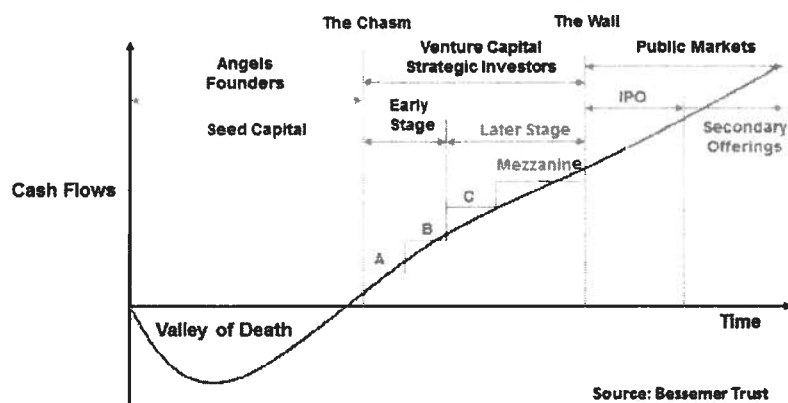 The Chasm
The Wall
Angels
Founders
Venture Capital
Strategic Investors
Public Markets
Seed Capital
Early
Stage
Later Stage
IPO
Secondary
Offerings
Mezzanine
Cash Flows
C
B
A
Valley of Death
Time
Source: Bessemer Trust